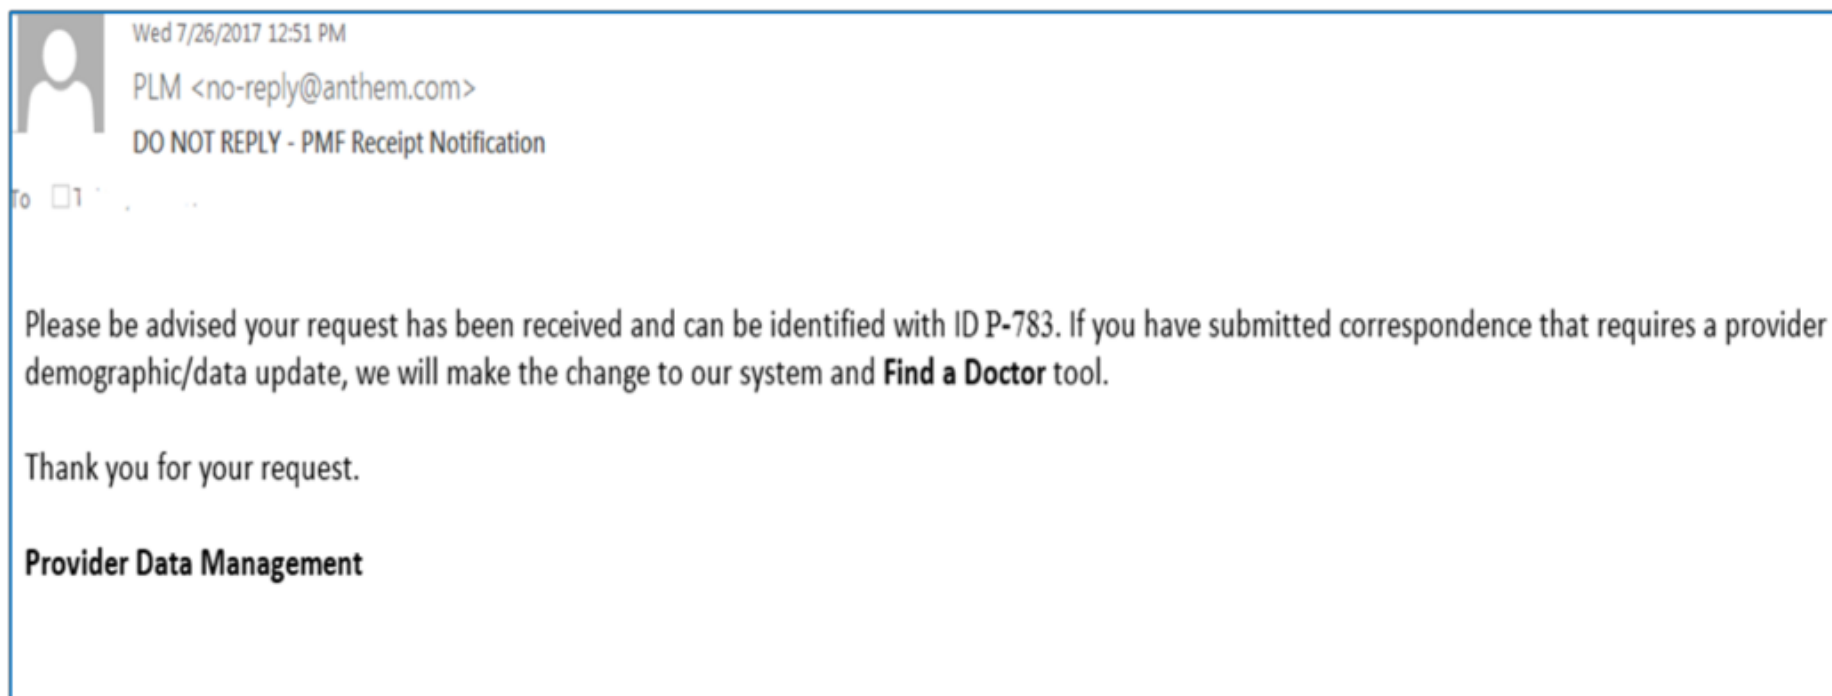 Wed 7/26/2017 12:51 PM
PLM <no-reply@anthem.com>
DO NOT REPLY - PMF Receipt Notification
To
Please be advised your request has been received and can be identified with ID P-783. If you have submitted correspondence that requires a provider
demographic/data update, we will make the change to our system and Find a Doctor tool.
Thank you for your request.
Provider Data Management